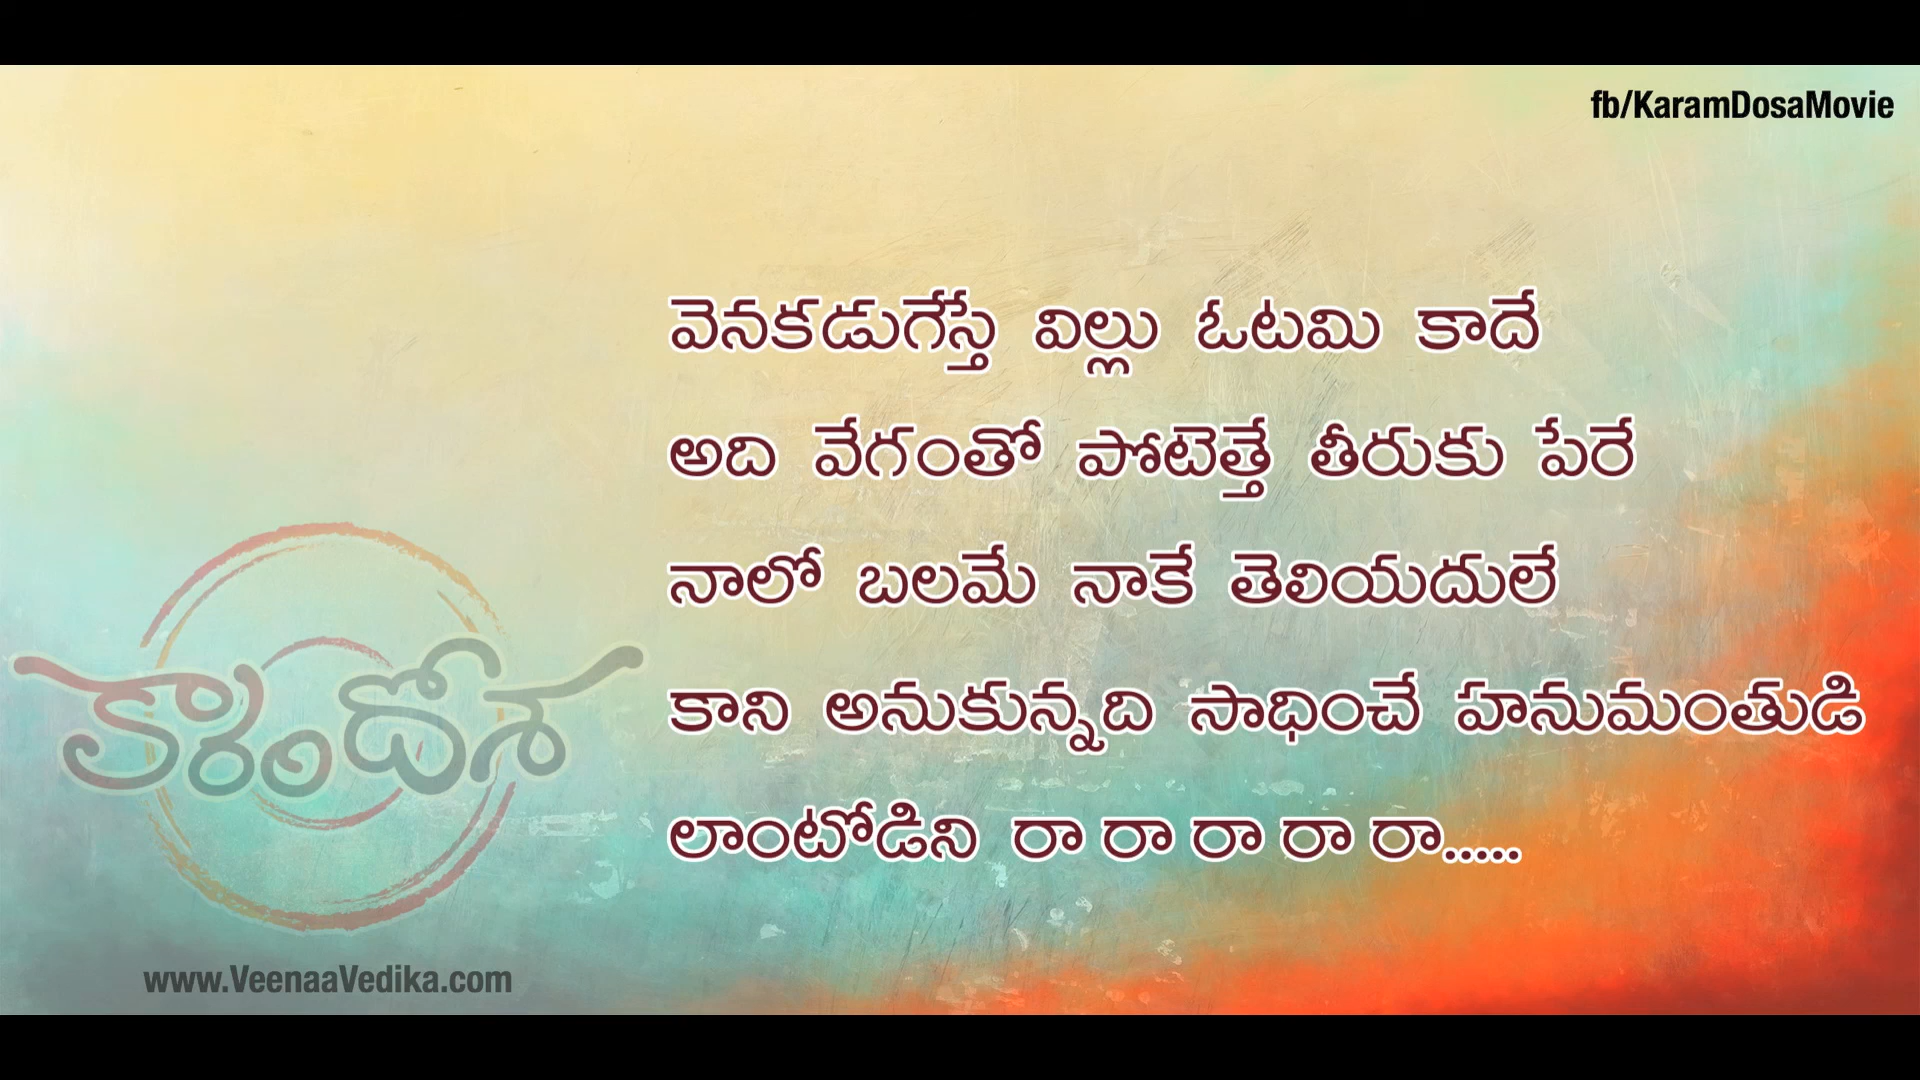 fb/KaramDosaMovie
వెనకడుగేస్తే విల్లు ఓటమి కాదే
అది వేగంతో పోటెత్తే తీరుకు పేరే
నాలో బలమే నాకే తెలియదులే
కాని అనుకున్నది సాధించే హనుమంతుడి
లాంటోడిని రా రా రా రా రా.....
కారందోశ
www.VeenaaVedika.com